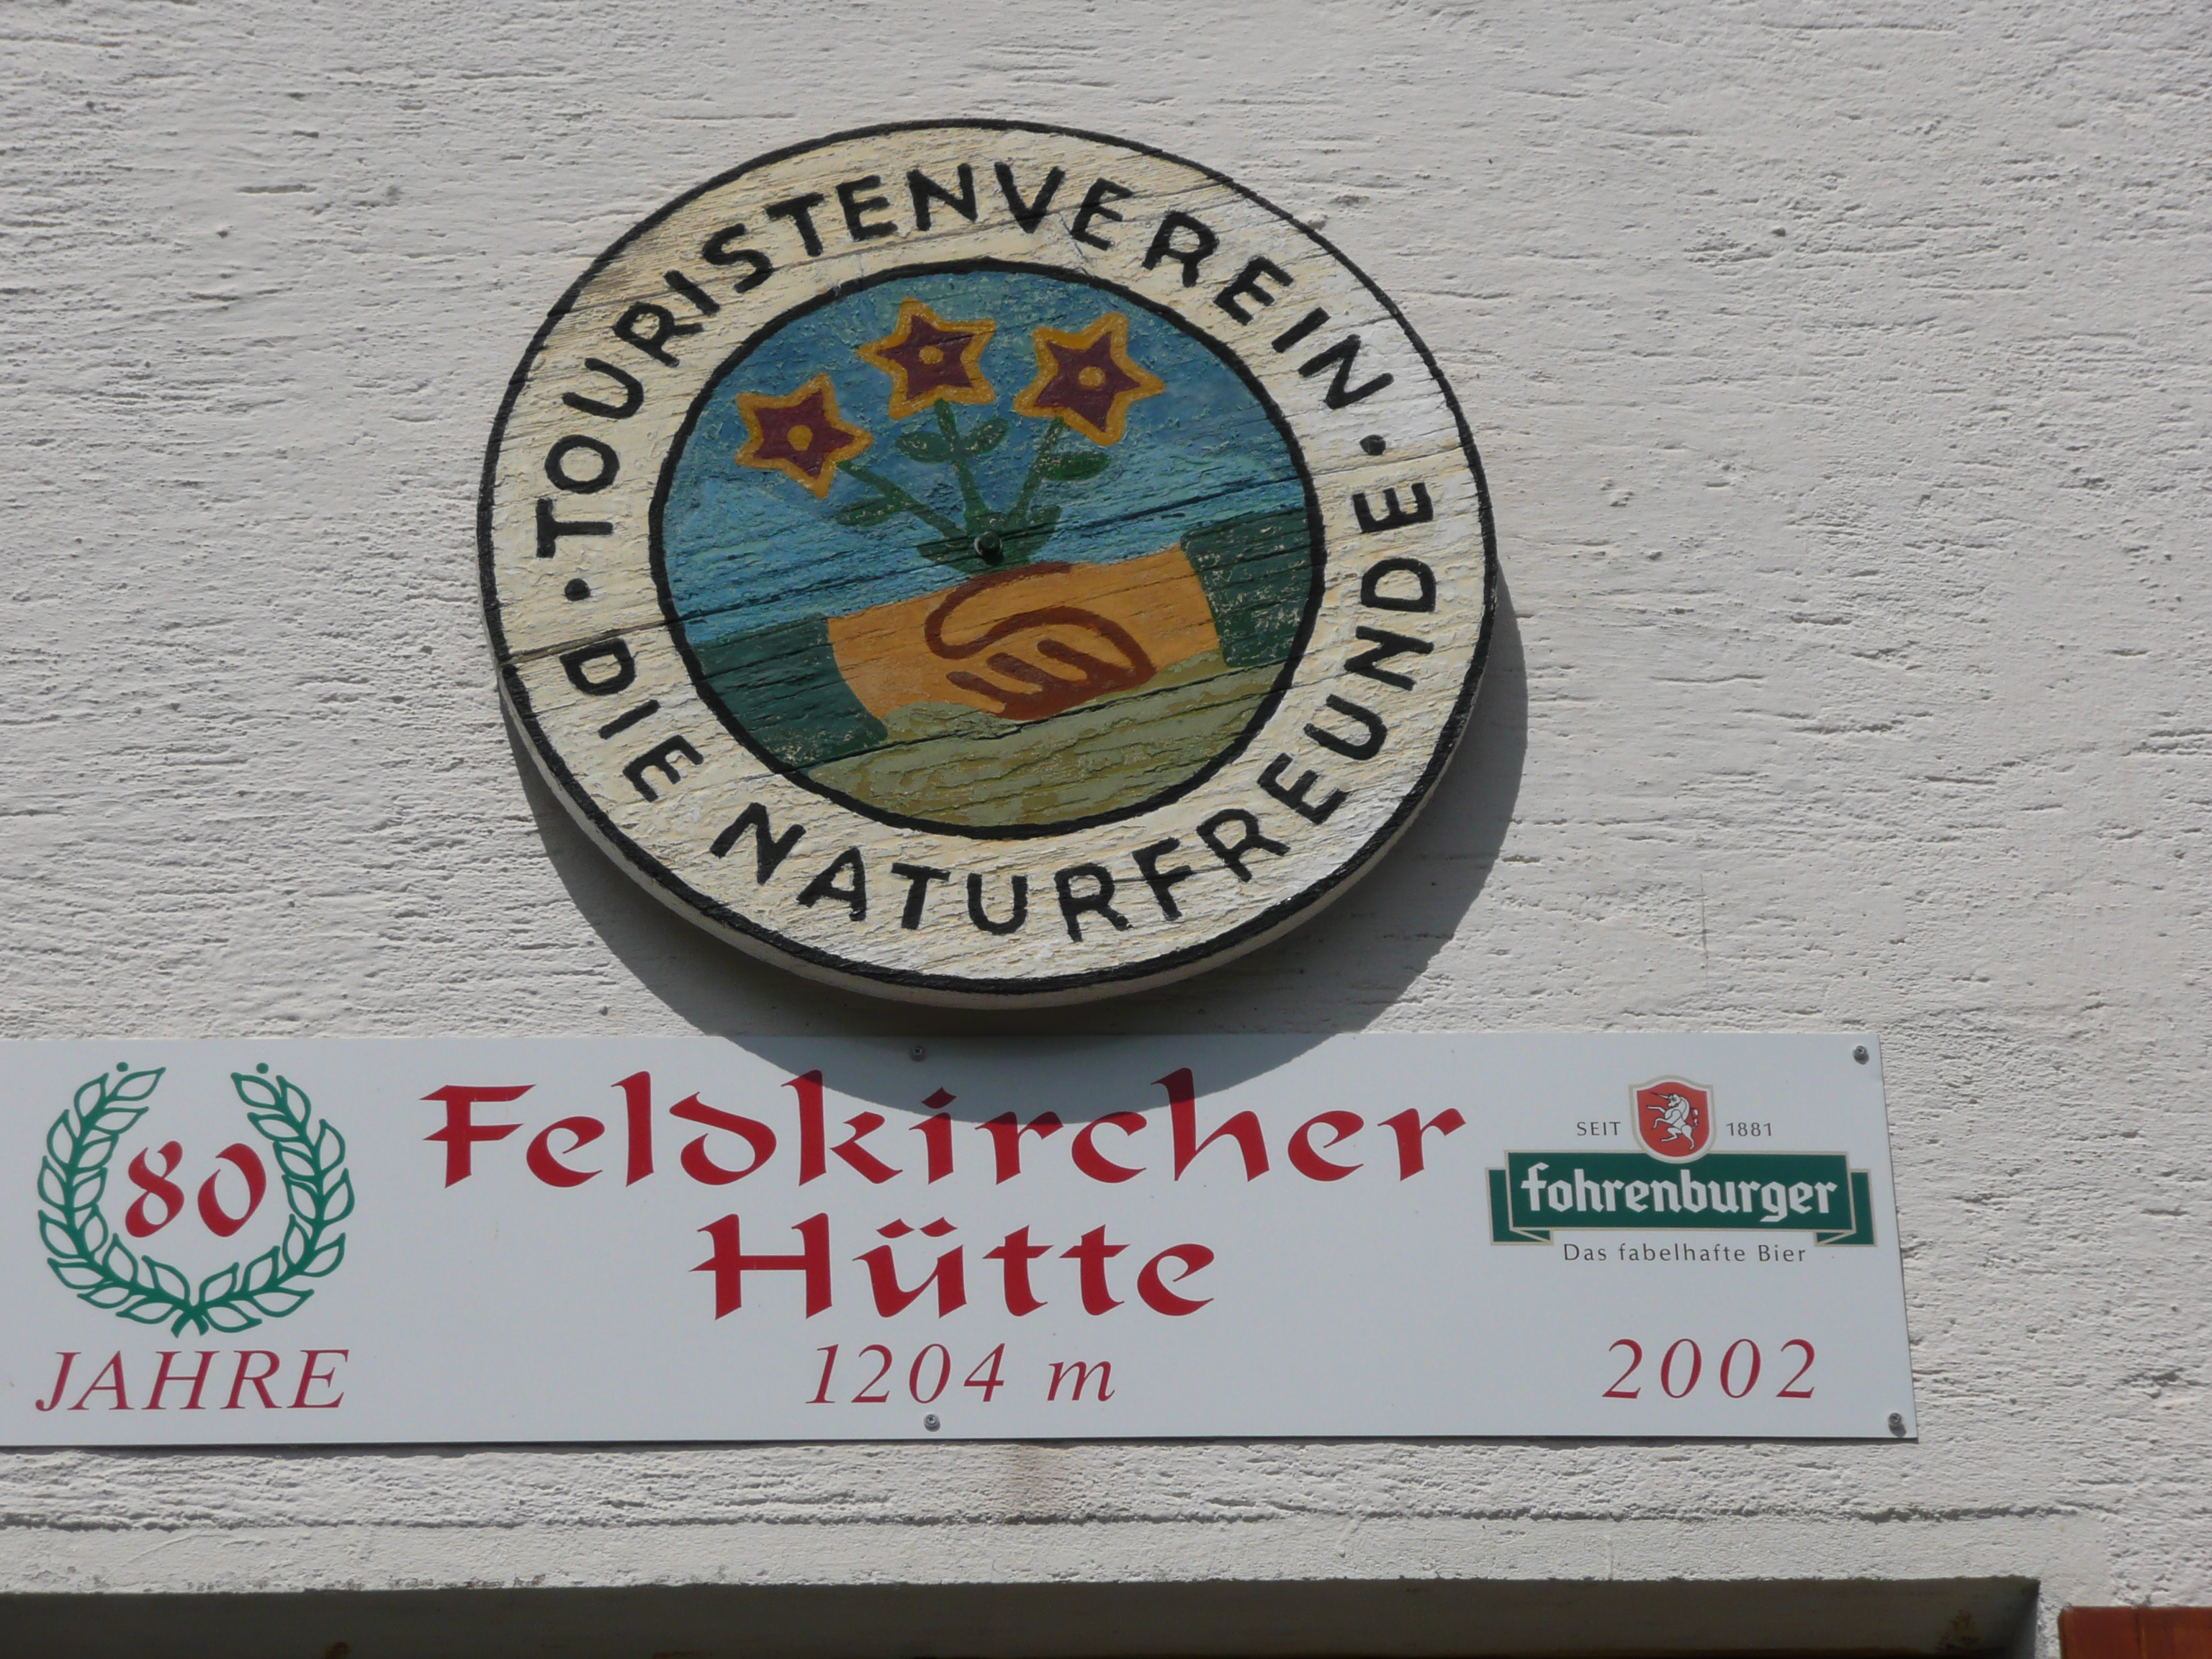 · TOURISTENVEREIN ·
DIE NATURFREUNDE
80
JAHRE
Feldkircher
Hütte
1204 m
SEIT 1881
fohrenburger
Das fabelhafte Bier
2002